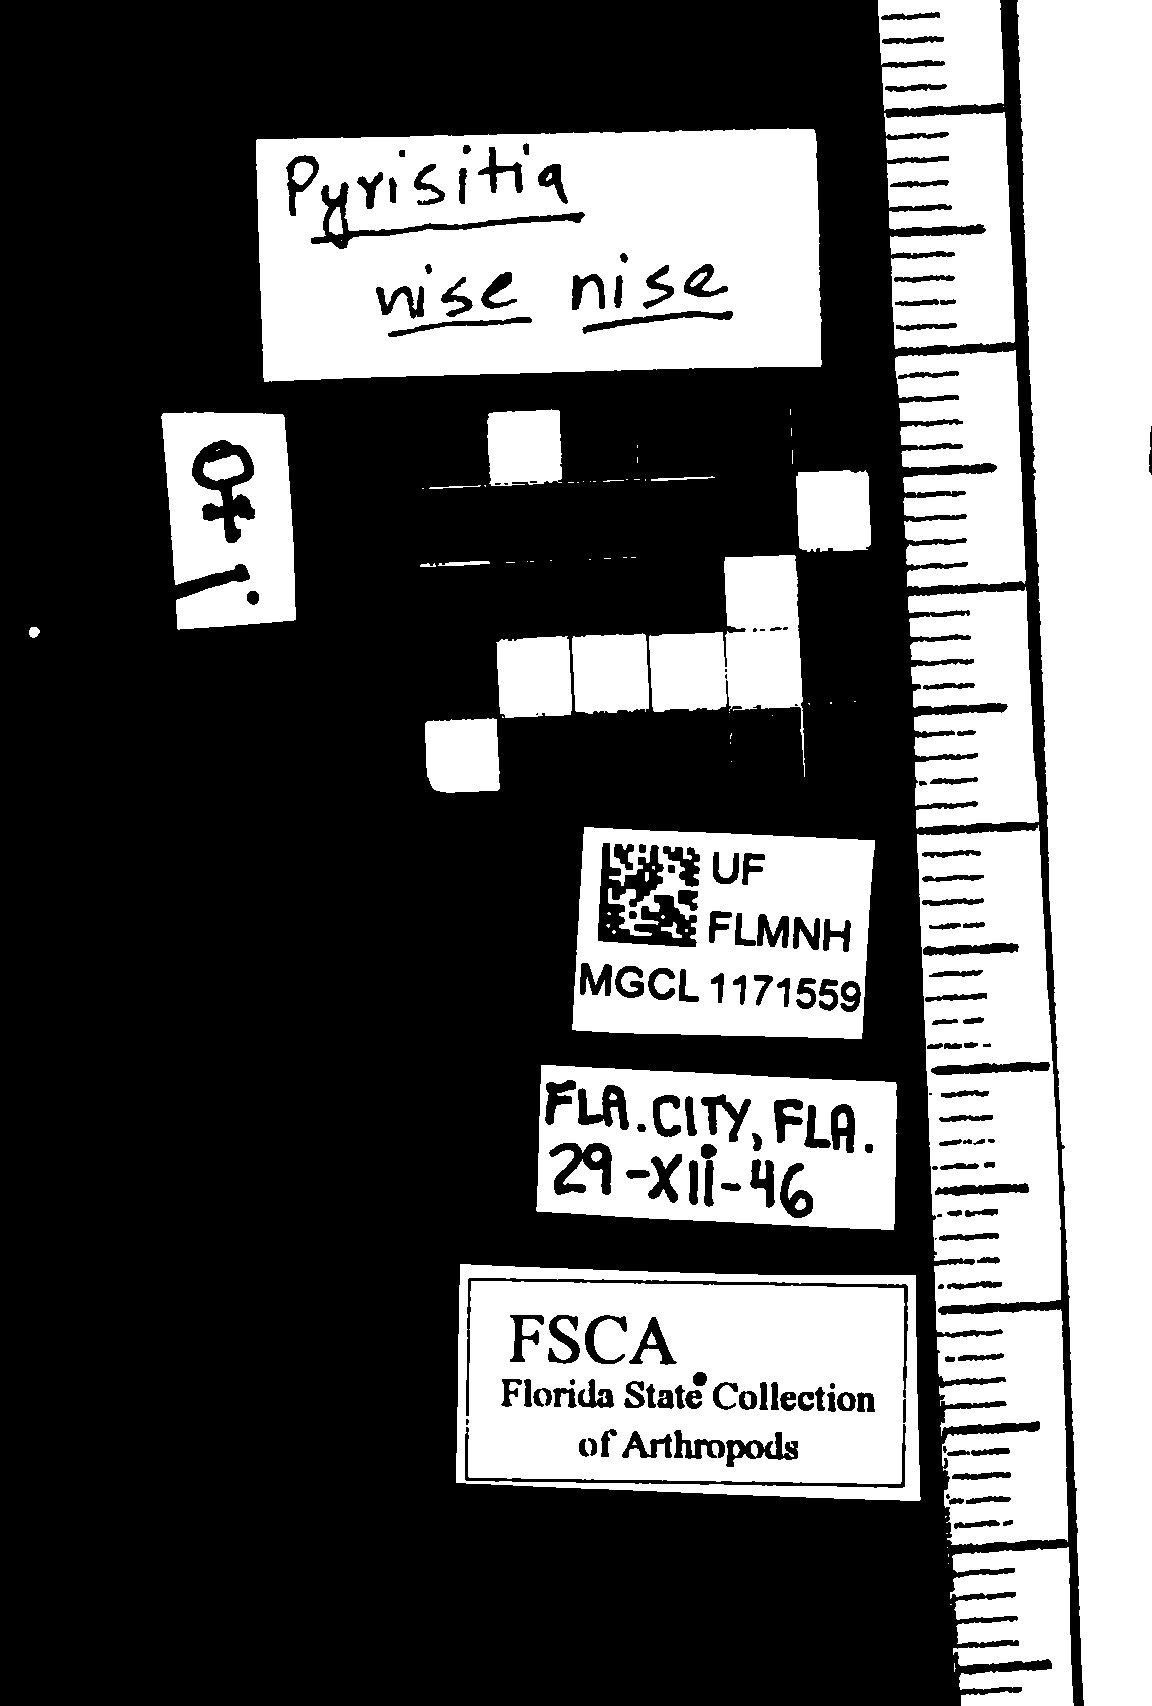 Pyrisitia
nise nise
♀
UF
FLMNH
MGCL 1171559
FLA. CITY, FLA.
29-XII-46
FSCA
Florida State Collection
of Arthropods